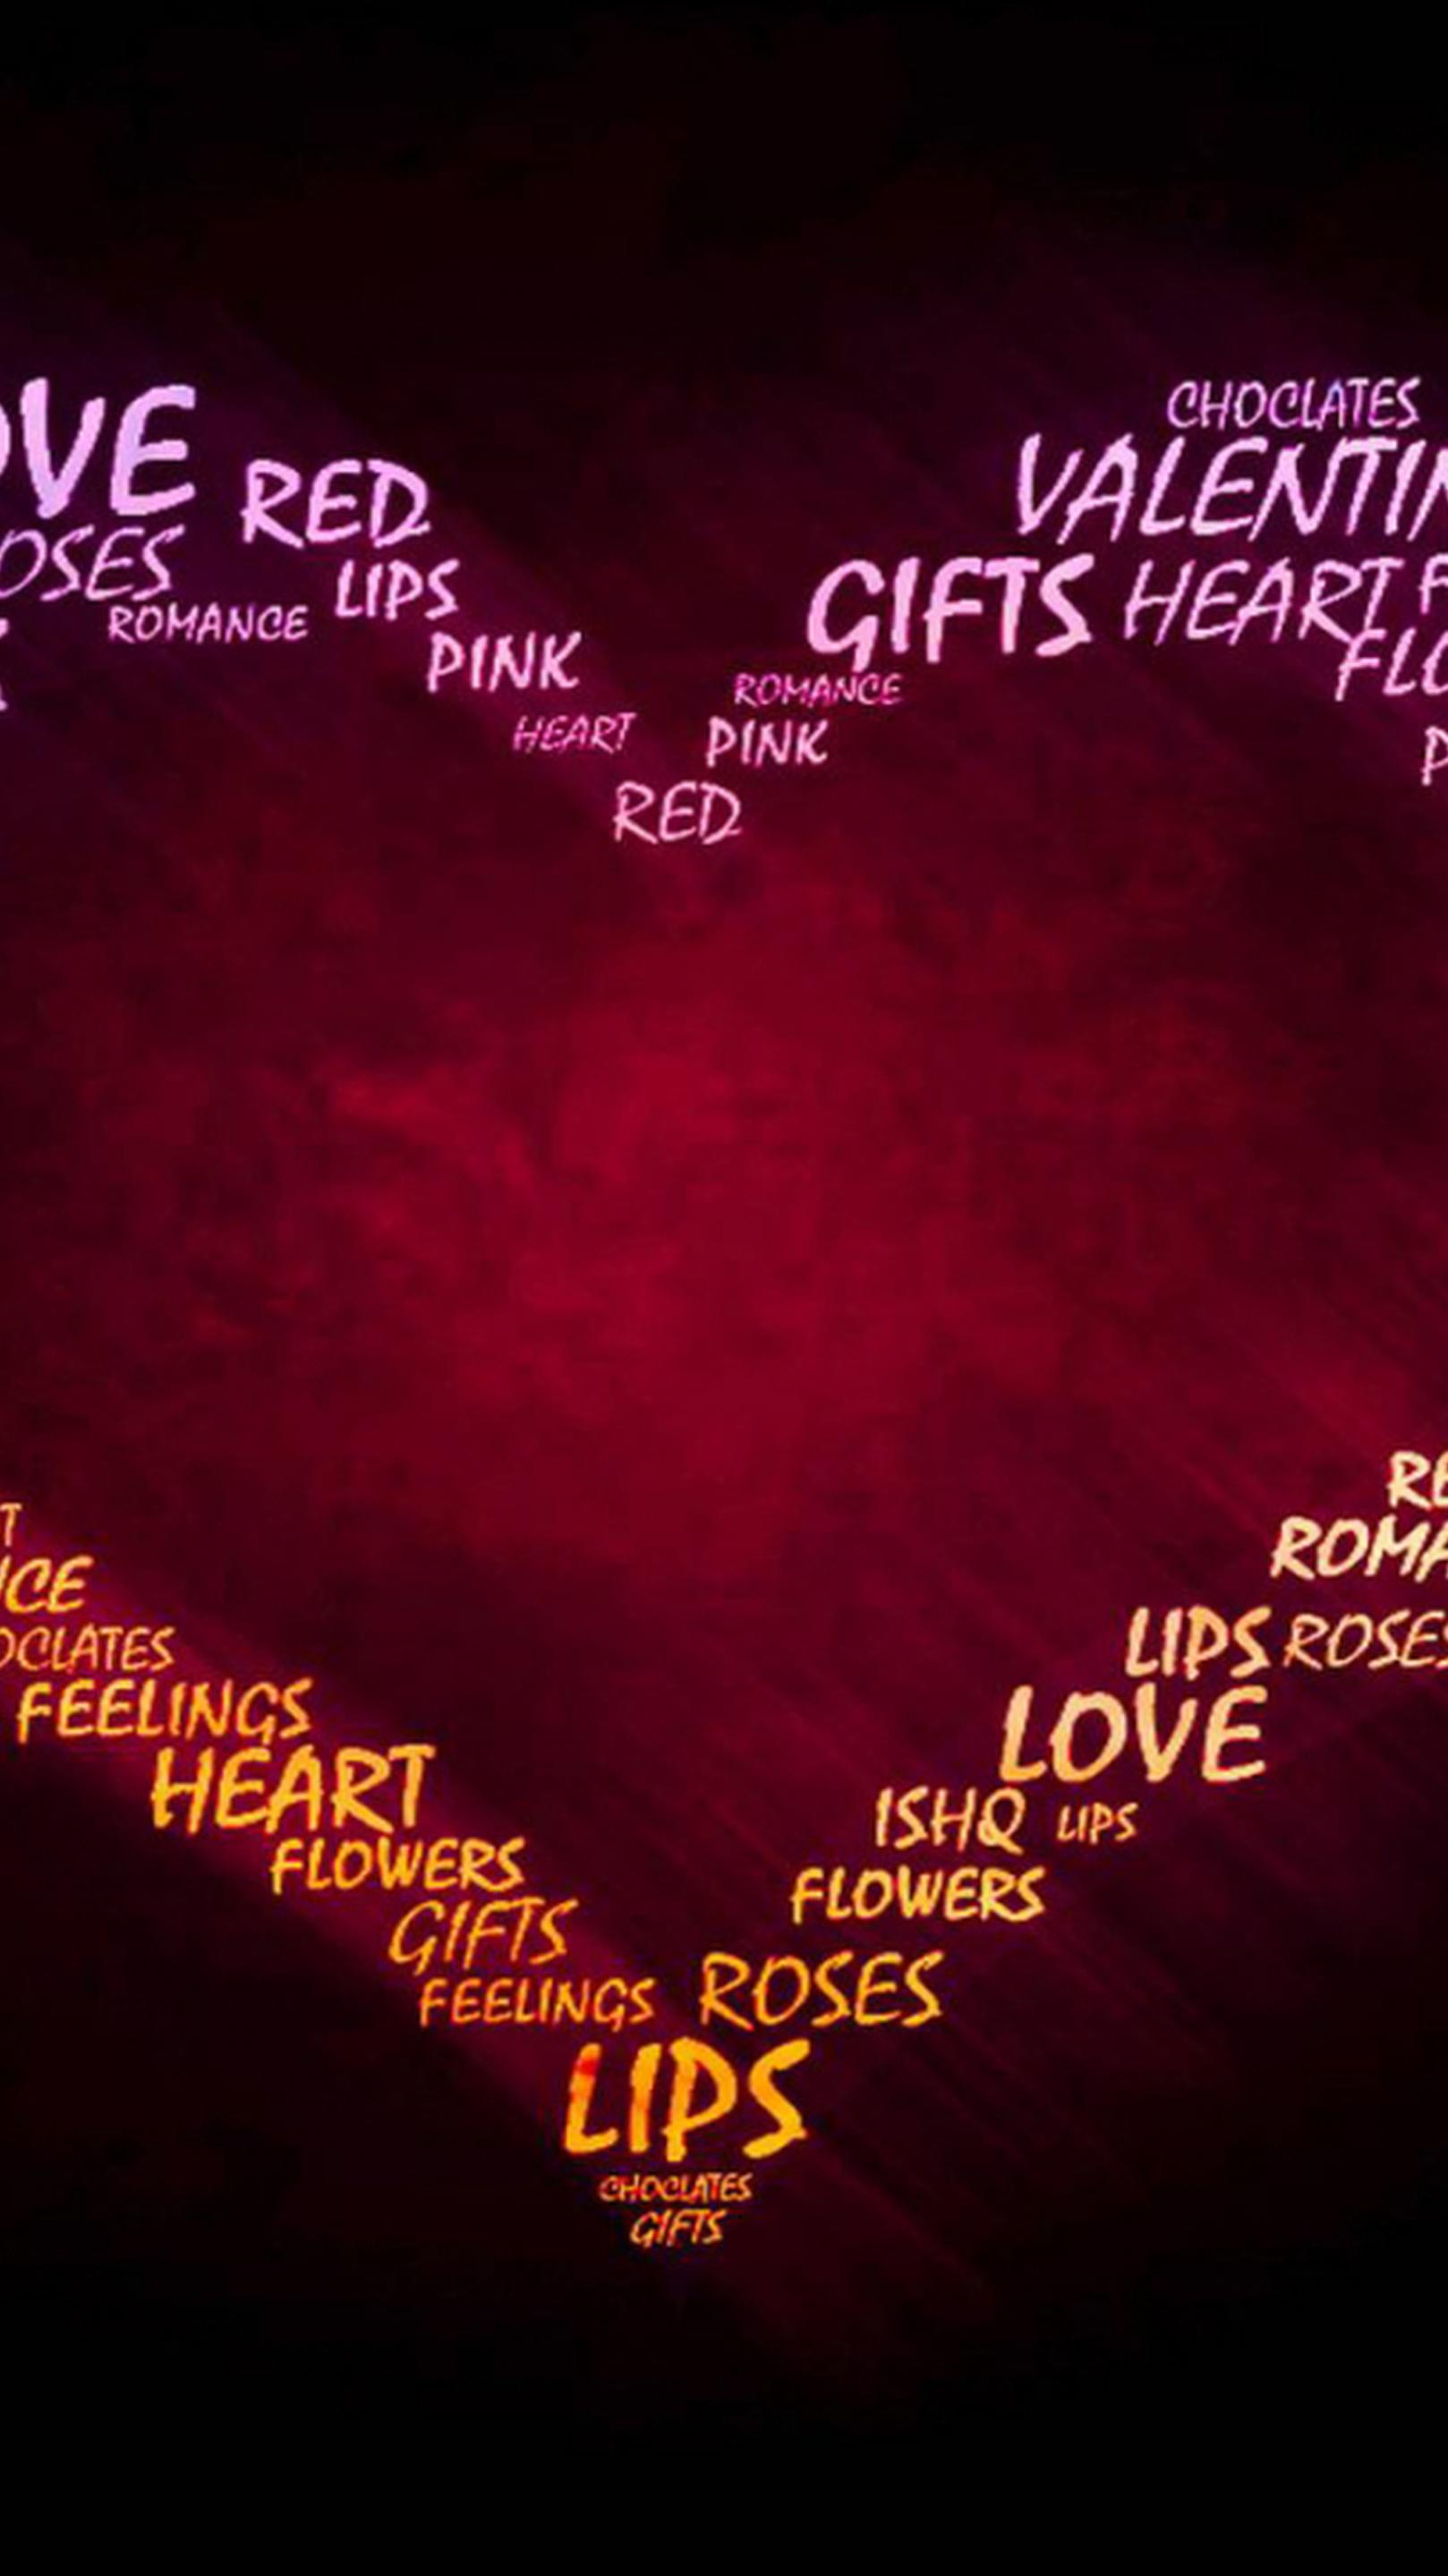 OVE
RED
OSES
LIPS
ROMANCE
PINK
HEART
RED
CHOCLATES
VALENTIN
GIFTS HEART F
FLO
ROMANCE
PINK
P
T
ICE
OCLATES
FEELINGS
HEART
FLOWERS
GIFTS
FEELINGS
RE
ROMA
LIPS ROSES
LOVE
ISHQ LIPS
FLOWERS
ROSES
LIPS
CHOCLATES
GIFTS